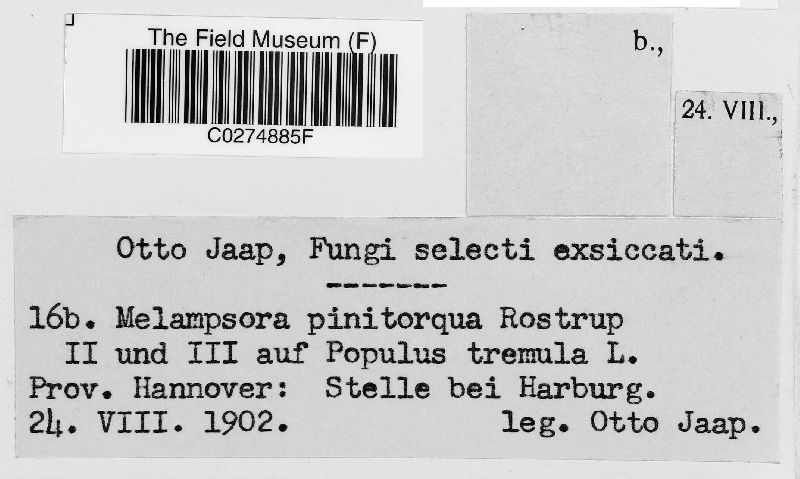 The Field Museum (F)
C0274885F
b.,
24. VIII.,
Otto Jaap, Fungi selecti exsiccati.
-------
16b. Melampsora pinitorqua Rostrup
II und III auf Populus tremula L.
Prov. Hannover: Stelle bei Harburg.
24. VIII. 1902. leg. Otto Jaap.